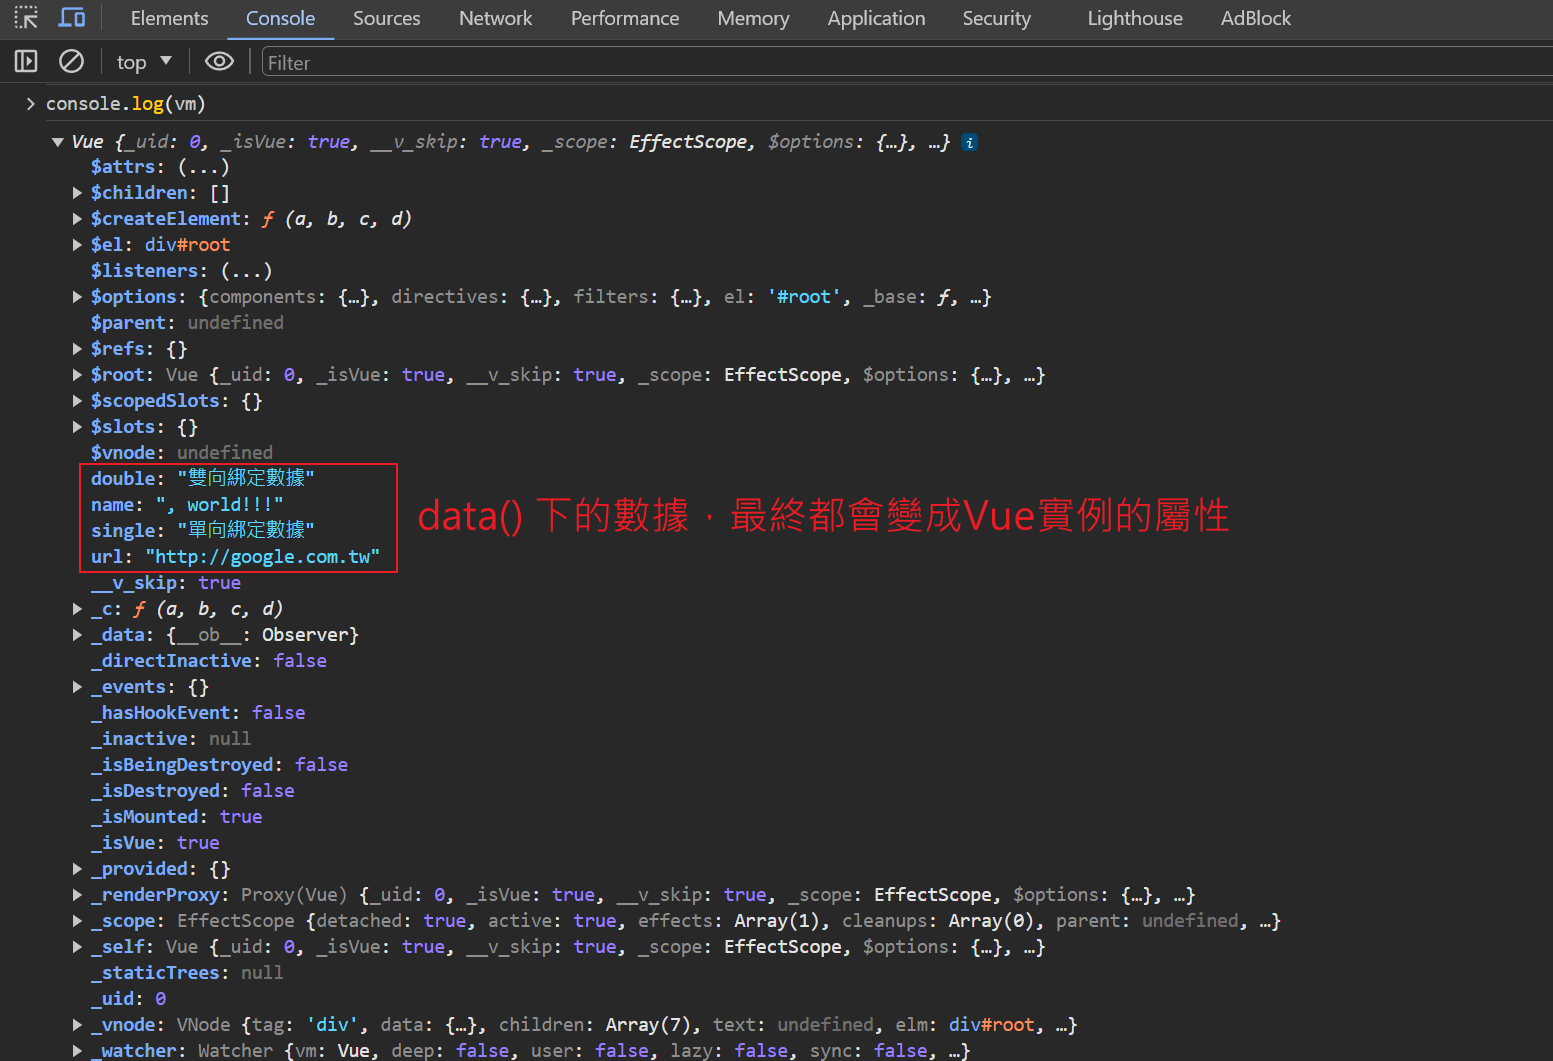 Elements Console Sources Network Performance Memory Application Security Lighthouse AdBlock
top Filter
console.log(vm)
Vue {_uid: 0, _isVue: true, __v_skip: true, _scope: EffectScope, $options: {…}, …} i
$attrs: (...)
$children: []
$createElement: ƒ (a, b, c, d)
$el: div#root
$listeners: (...)
$options: {components: {…}, directives: {…}, filters: {…}, el: '#root', _base: ƒ, …}
$parent: undefined
$refs: {}
$root: Vue {_uid: 0, _isVue: true, __v_skip: true, _scope: EffectScope, $options: {…}, …}
$scopedSlots: {}
$slots: {}
$vnode: undefined
double: "雙向綁定數據"
name: ", world!!!"
data() 下的數據，最終都會變成Vue實例的屬性
single: "單向綁定數據"
url: "http://google.com.tw"
__v_skip: true
_c: ƒ (a, b, c, d)
_data: {__ob__: Observer}
_directInactive: false
_events: {}
_hasHookEvent: false
_inactive: null
_isBeingDestroyed: false
_isDestroyed: false
_isMounted: true
_isVue: true
_provided: {}
_renderProxy: Proxy(Vue) {_uid: 0, _isVue: true, __v_skip: true, _scope: EffectScope, $options: {…}, …}
_scope: EffectScope {detached: true, active: true, effects: Array(1), cleanups: Array(0), parent: undefined, …}
_self: Vue {_uid: 0, _isVue: true, __v_skip: true, _scope: EffectScope, $options: {…}, …}
_staticTrees: null
_uid: 0
_vnode: VNode {tag: 'div', data: {…}, children: Array(7), text: undefined, elm: div#root, …}
_watcher: Watcher {vm: Vue, deep: false, user: false, lazy: false, sync: false, …}